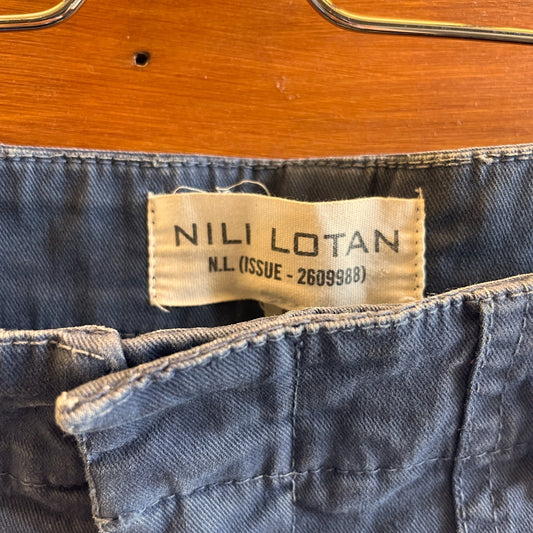 NILI LOTAN
N.L. (ISSUE - 2609988)